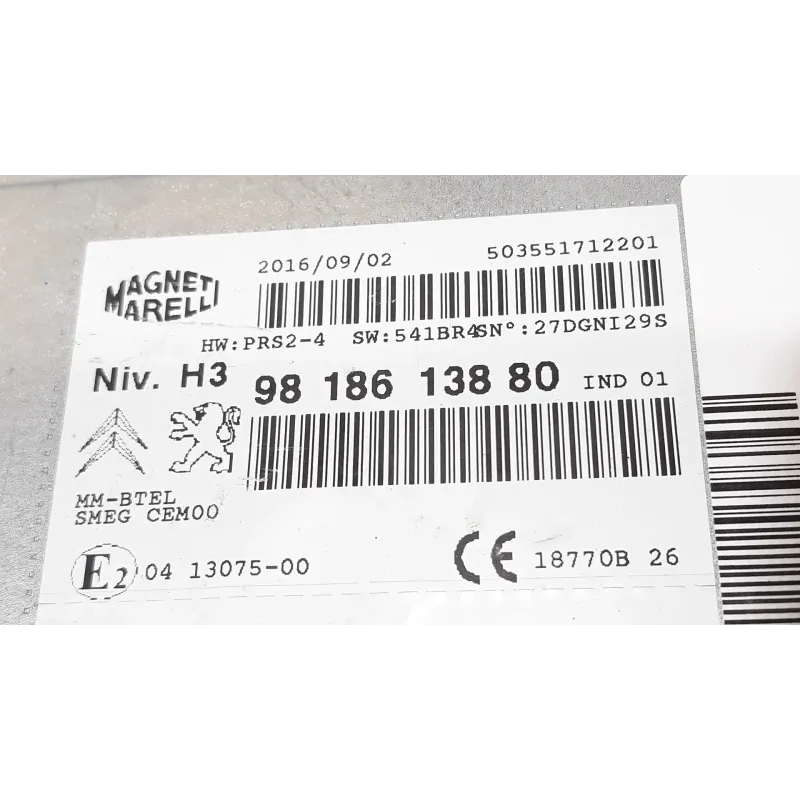 MAGNETI
MARELLI
2016/09/02 503551712201
HW:PRS2-4 SW:541BR4SN°:27DGNI29S
Niv. H3 98 186 138 80 IND 01
MM-BTEL
SMEG CEM00
E2 04 13075-00 CE 18770B 26